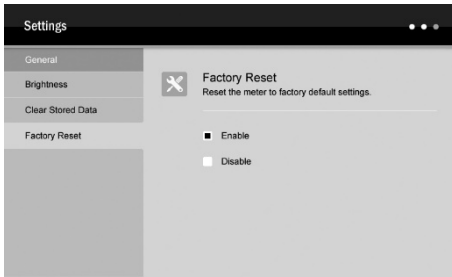 Settings
General
Brightness
Clear Stored Data
Factory Reset
Factory Reset
Reset the meter to factory default settings.
Enable
Disable